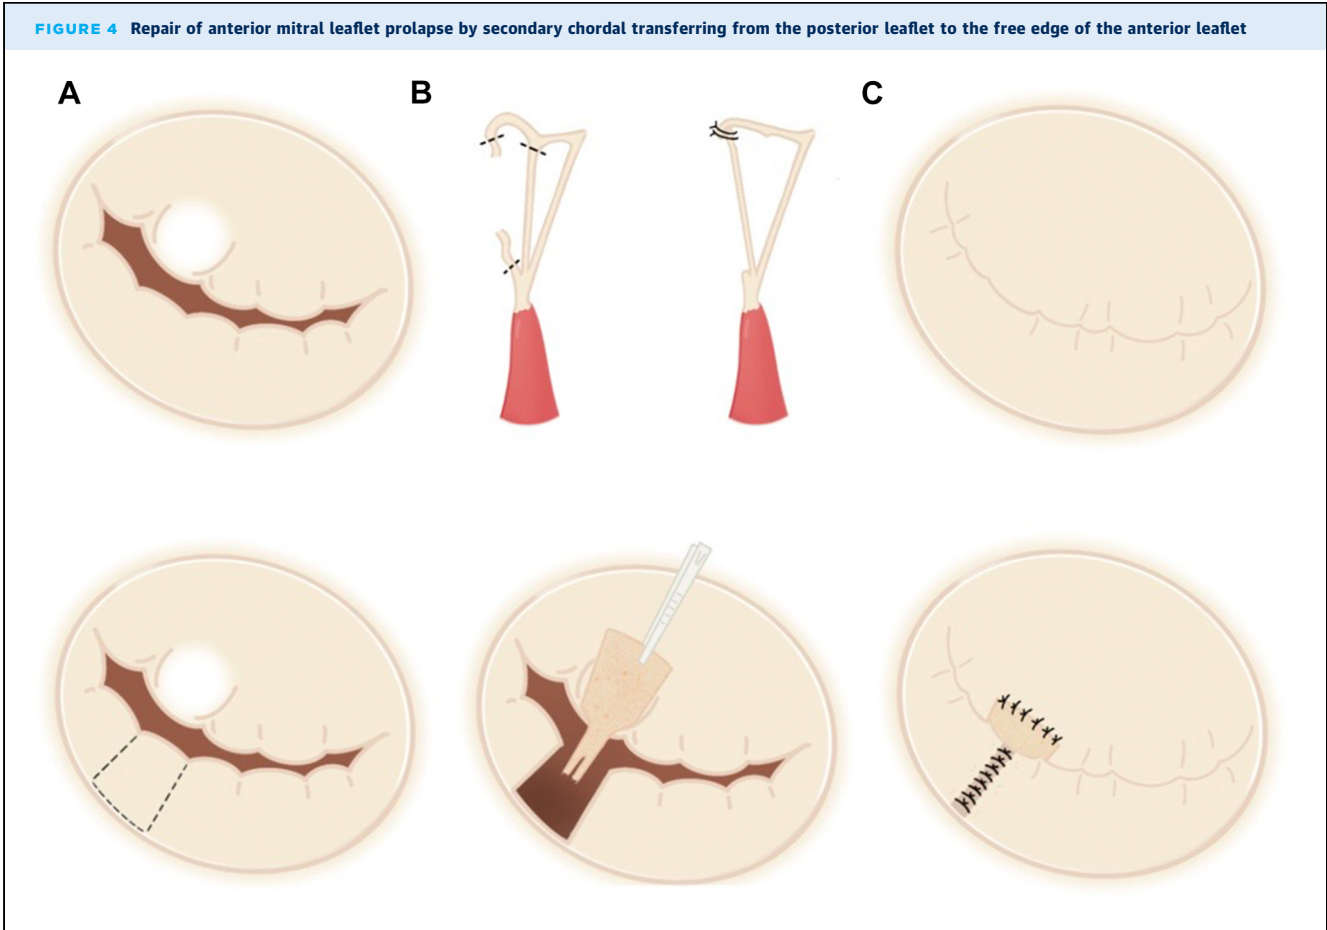 FIGURE 4 Repair of anterior mitral leaflet prolapse by secondary chordal transferring from the posterior leaflet to the free edge of the anterior leaflet
A B C